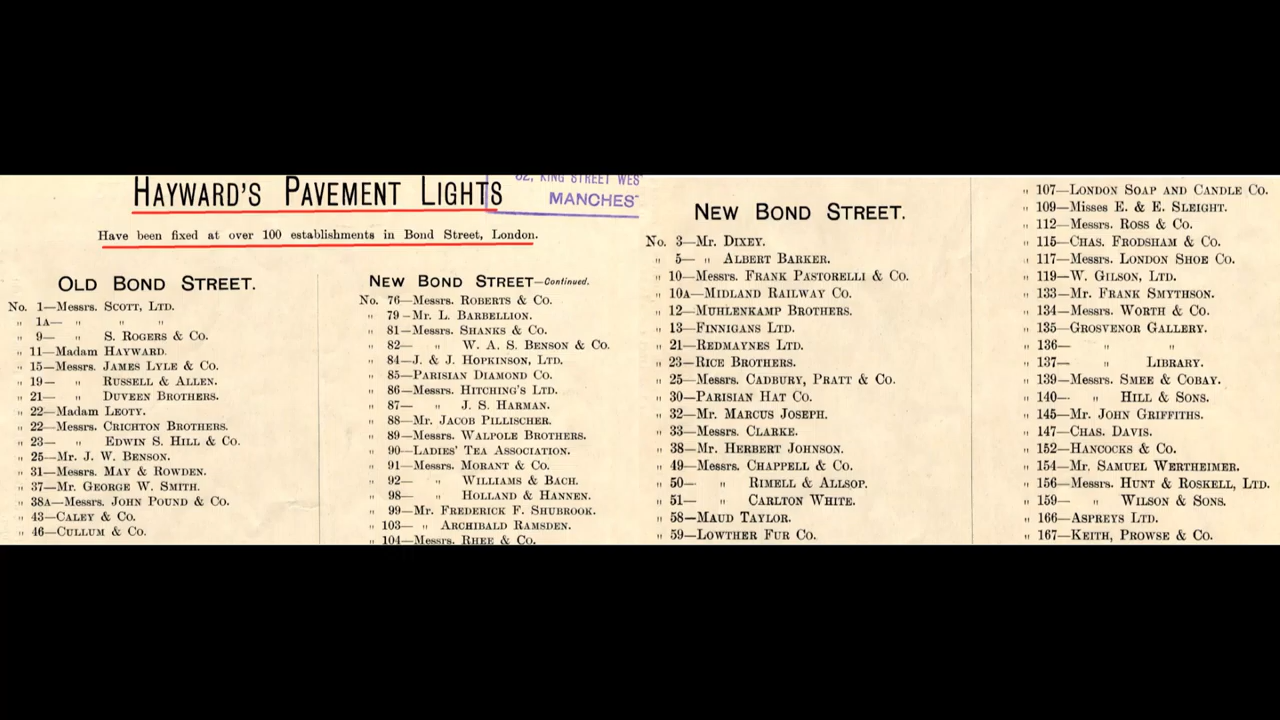 HAYWARD'S PAVEMENT LIGHTS
62, KING STREET WES
MANCHES
Have been fixed at over 100 establishments in Bond Street, London.
OLD BOND STREET.
No. 1—Messrs. SCOTT, LTD.
" 1A— " " "
" 9— " S. ROGERS & Co.
" 11—Madam HAYWARD.
" 15—Messrs. JAMES LYLE & Co.
" 19— " RUSSELL & ALLEN.
" 21— " DUVEEN BROTHERS.
" 22—Madam LEOTY.
" 22—Messrs. CRICHTON BROTHERS.
" 23— " EDWIN S. HILL & Co.
" 25—Mr. J. W. BENSON.
" 31—Messrs. MAY & ROWDEN.
" 37—Mr. GEORGE W. SMITH.
" 38A—Messrs. JOHN POUND & Co.
" 43—CALEY & Co.
" 46—CULLUM & Co.
NEW BOND STREET—Continued.
No. 76—Messrs. ROBERTS & Co.
" 79—Mr. L. BARBELLION.
" 81—Messrs. SHANKS & Co.
" 82— " W. A. S. BENSON & Co.
" 84—J. & J. HOPKINSON, LTD.
" 85—PARISIAN DIAMOND Co.
" 86—Messrs. HITCHING'S LTD.
" 87— " J. S. HARMAN.
" 88—Mr. JACOB PILLISCHER.
" 89—Messrs. WALPOLE BROTHERS.
" 90—LADIES' TEA ASSOCIATION.
" 91—Messrs. MORANT & Co.
" 92— " WILLIAMS & BACH.
" 98— " HOLLAND & HANNEN.
" 99—Mr. FREDERICK F. SHUBROOK.
" 103— " ARCHIBALD RAMSDEN.
" 104—Messrs. RHEE & Co.
NEW BOND STREET.
No. 3—Mr. DIXEY.
" 5— " ALBERT BARKER.
" 10—Messrs. FRANK PASTORELLI & Co.
" 10A—MIDLAND RAILWAY Co.
" 12—MUHLENKAMP BROTHERS.
" 13—FINNIGANS LTD.
" 21—REDMAYNES LTD.
" 23—RICE BROTHERS.
" 25—Messrs. CADBURY, PRATT & Co.
" 30—PARISIAN HAT Co.
" 32—Mr. MARCUS JOSEPH.
" 33—Messrs. CLARKE.
" 38—Mr. HERBERT JOHNSON.
" 49—Messrs. CHAPPELL & Co.
" 50— " RIMELL & ALLSOP.
" 51— " CARLTON WHITE.
" 58—MAUD TAYLOR.
" 59—LOWTHER FUR Co.
" 107—LONDON SOAP AND CANDLE Co.
" 109—Misses E. & E. SLEIGHT.
" 112—Messrs. ROSS & Co.
" 115—CHAS. FRODSHAM & Co.
" 117—Messrs. LONDON SHOE Co.
" 119—W. GILSON, LTD.
" 133—Mr. FRANK SMYTHSON.
" 134—Messrs. WORTH & Co.
" 135—GROSVENOR GALLERY.
" 136— " "
" 137— " LIBRARY.
" 139—Messrs. SMEE & COBAY.
" 140— " HILL & SONS.
" 145—Mr. JOHN GRIFFITHS.
" 147—CHAS. DAVIS.
" 152—HANCOCKS & Co.
" 154—Mr. SAMUEL WERTHEIMER.
" 156—Messrs. HUNT & ROSKELL, LTD.
" 159— " WILSON & SONS.
" 166—ASPREYS LTD.
" 167—KEITH, PROWSE & Co.